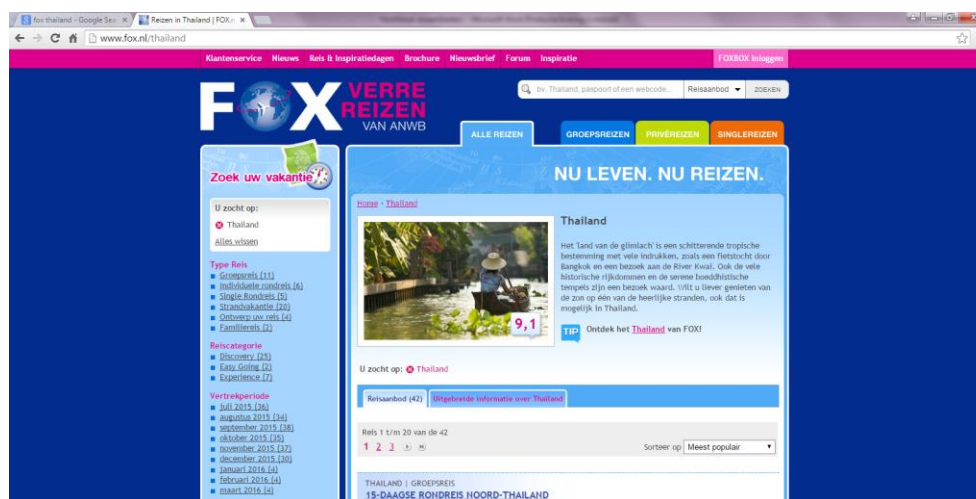 fox thailand - Google Sea
Reizen in Thailand | FOX.n
www.fox.nl/thailand
Klantenservice Nieuws Reis & Inspiratiedagen Brochure Nieuwsbrief Forum Inspiratie FOXBOX Inloggen
FOX VERRE REIZEN
VAN ANWB
bv. Thailand, paspoort of een webcode... Reisaanbod ZOEKEN
ALLE REIZEN GROEPSREIZEN PRIVÉREIZEN SINGLEREIZEN
Zoek uw vakantie
NU LEVEN. NU REIZEN.
U zocht op:
Thailand
Alles wissen
Type Reis
Groepsreis (11)
Individuele rondreis (6)
Single Rondreis (5)
Strandvakantie (20)
Ontwerp uw reis (4)
Familiereis (2)
Reiscategorie
Discovery (25)
Easy Going (2)
Experience (7)
Vertrekperiode
juli 2015 (36)
augustus 2015 (34)
september 2015 (38)
oktober 2015 (35)
november 2015 (37)
december 2015 (30)
januari 2016 (4)
februari 2016 (4)
maart 2016 (4)
Home › Thailand
9,1
Thailand
Het 'land van de glimlach' is een schitterende tropische
bestemming met vele indrukken, zoals een fietstocht door
Bangkok en een bezoek aan de River Kwai. Ook de vele
historische rijkdommen en de serene boeddhistische
tempels zijn een bezoek waard. Wilt u liever genieten van
de zon op één van de heerlijke stranden, ook dat is
mogelijk in Thailand.
TIP Ontdek het Thailand van FOX!
U zocht op: Thailand
Reisaanbod (42) Uitgebreide informatie over Thailand
Reis 1 t/m 20 van de 42
1 2 3
Sorteer op Meest populair
THAILAND | GROEPSREIS
15-DAAGSE RONDREIS NOORD-THAILAND